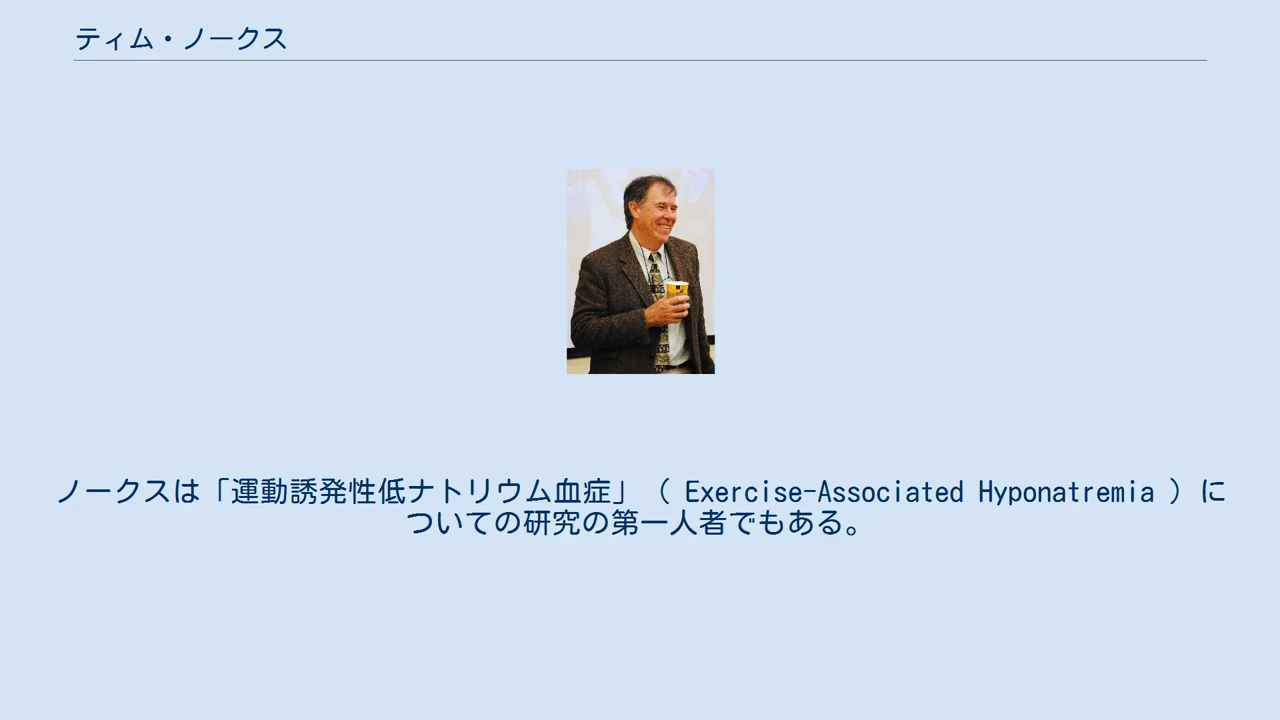 ティム・ノークス
ノークスは「運動誘発性低ナトリウム血症」（ Exercise-Associated Hyponatremia ）に
ついての研究の第一人者でもある。